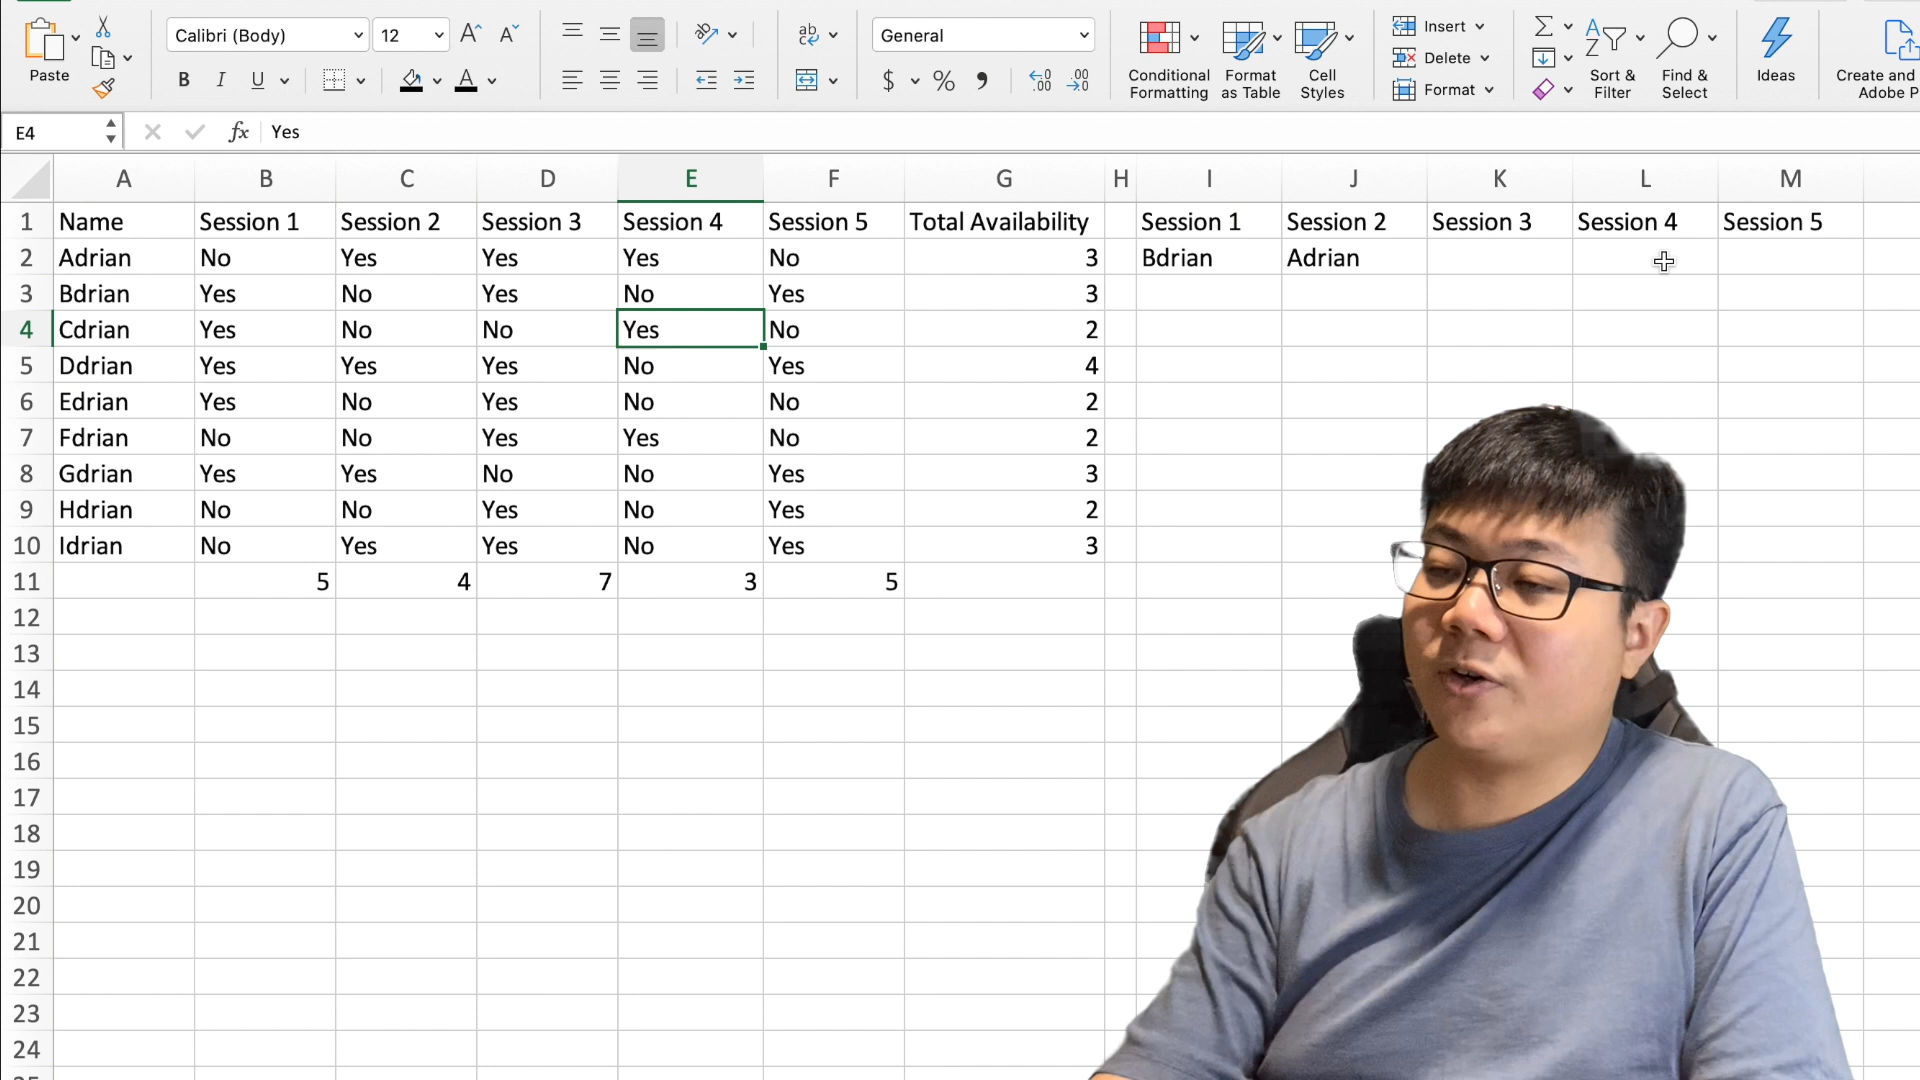 Calibri (Body) 12 General
Insert
Delete
Format
Paste
B I U
$ %
Conditional Formatting
Format as Table
Cell Styles
Sort & Filter
Find & Select
Ideas
Create and
Adobe P
E4 fx Yes
A B C D E F G H I J K L M
1 Name Session 1 Session 2 Session 3 Session 4 Session 5 Total Availability Session 1 Session 2 Session 3 Session 4 Session 5
2 Adrian No Yes Yes Yes No 3 Bdrian Adrian
3 Bdrian Yes No Yes No Yes 3
4 Cdrian Yes No No Yes No 2
5 Ddrian Yes Yes Yes No Yes 4
6 Edrian Yes No Yes No No 2
7 Fdrian No No Yes Yes No 2
8 Gdrian Yes Yes No No Yes 3
9 Hdrian No No Yes No Yes 2
10 Idrian No Yes Yes No Yes 3
11 5 4 7 3 5
12
13
14
15
16
17
18
19
20
21
22
23
24